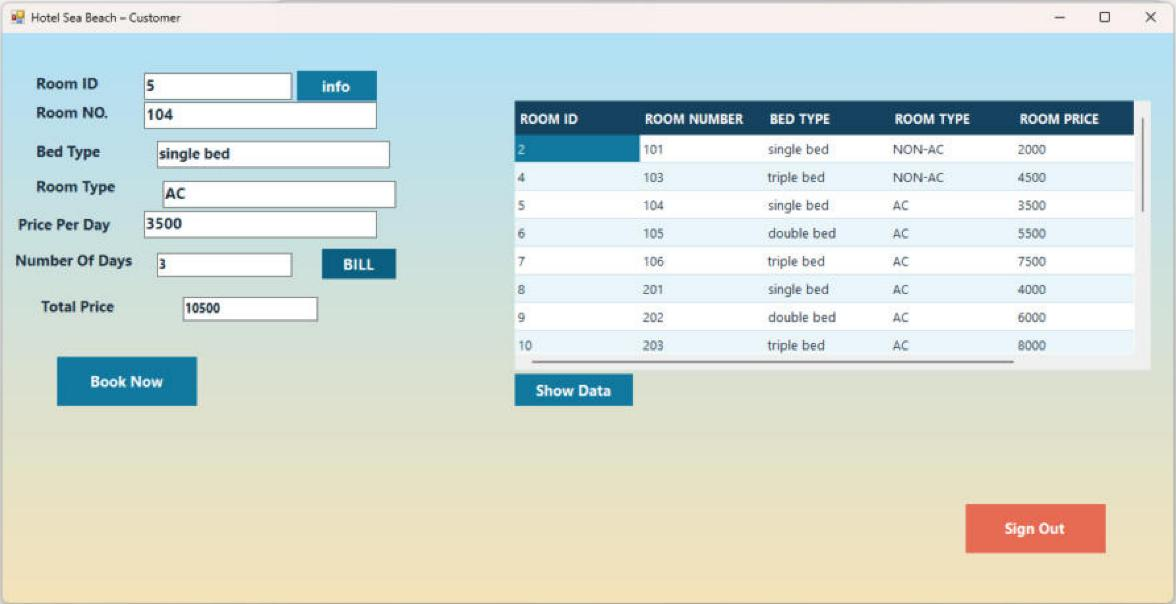 Hotel Sea Beach – Customer
Room ID 5 info
Room NO. 104
Bed Type single bed
Room Type AC
Price Per Day 3500
Number Of Days 3 BILL
Total Price 10500
Book Now
ROOM ID ROOM NUMBER BED TYPE ROOM TYPE ROOM PRICE
2 101 single bed NON-AC 2000
4 103 triple bed NON-AC 4500
5 104 single bed AC 3500
6 105 double bed AC 5500
7 106 triple bed AC 7500
8 201 single bed AC 4000
9 202 double bed AC 6000
10 203 triple bed AC 8000
Show Data
Sign Out